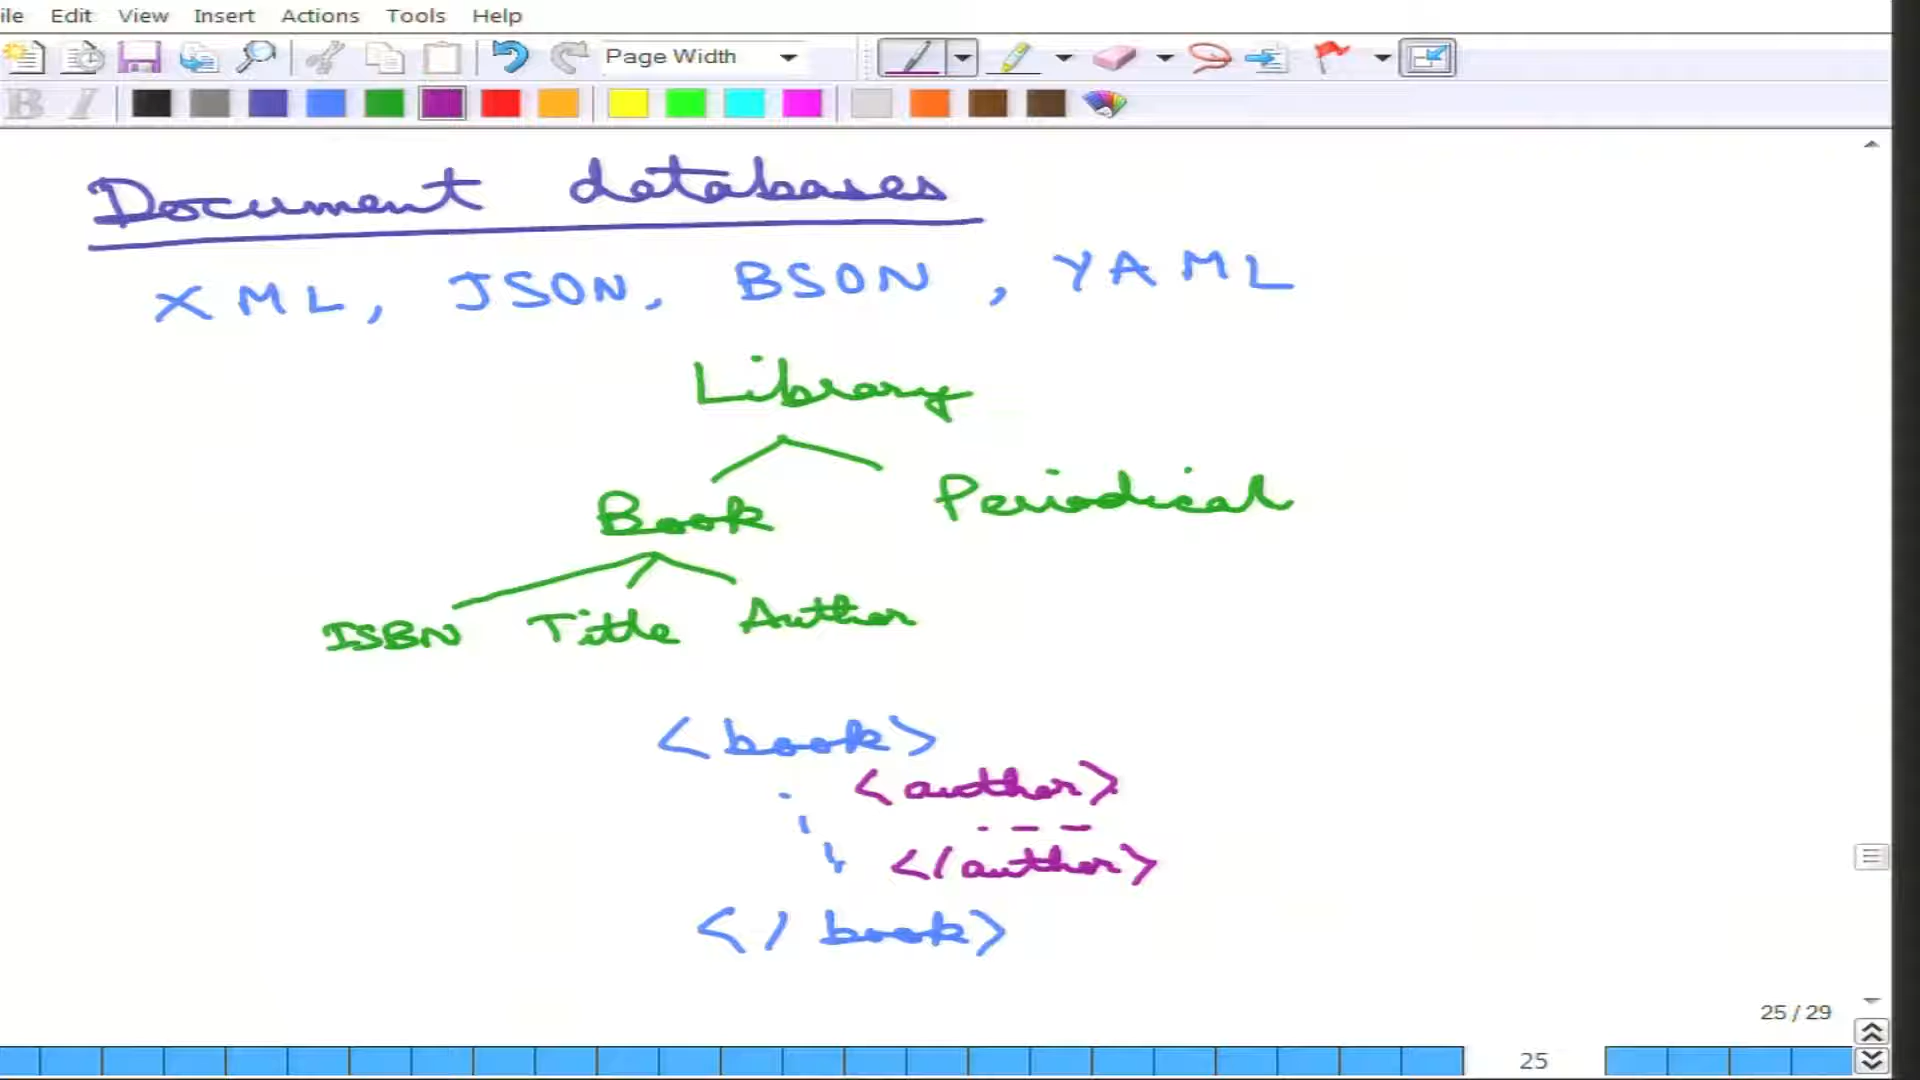 ile Edit View Insert Actions Tools Help
Page Width
B I
Document databases
XML, JSON, BSON, YAML
Library
Book Periodical
ISBN Title Author
<book>
<author>
</author>
</book>
25 / 29
25